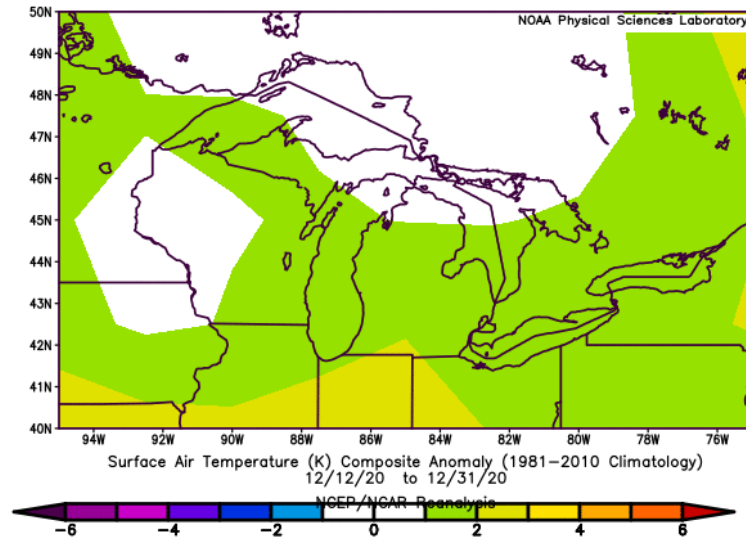 NOAA Physical Sciences Laboratory
50N
49N
48N
47N
46N
45N
44N
43N
42N
41N
40N
94W 92W 90W 88W 86W 84W 82W 80W 78W 76W
Surface Air Temperature (K) Composite Anomaly (1981-2010 Climatology)
12/12/20 to 12/31/20
NCEP/NCAR Reanalysis
-6 -4 -2 0 2 4 6